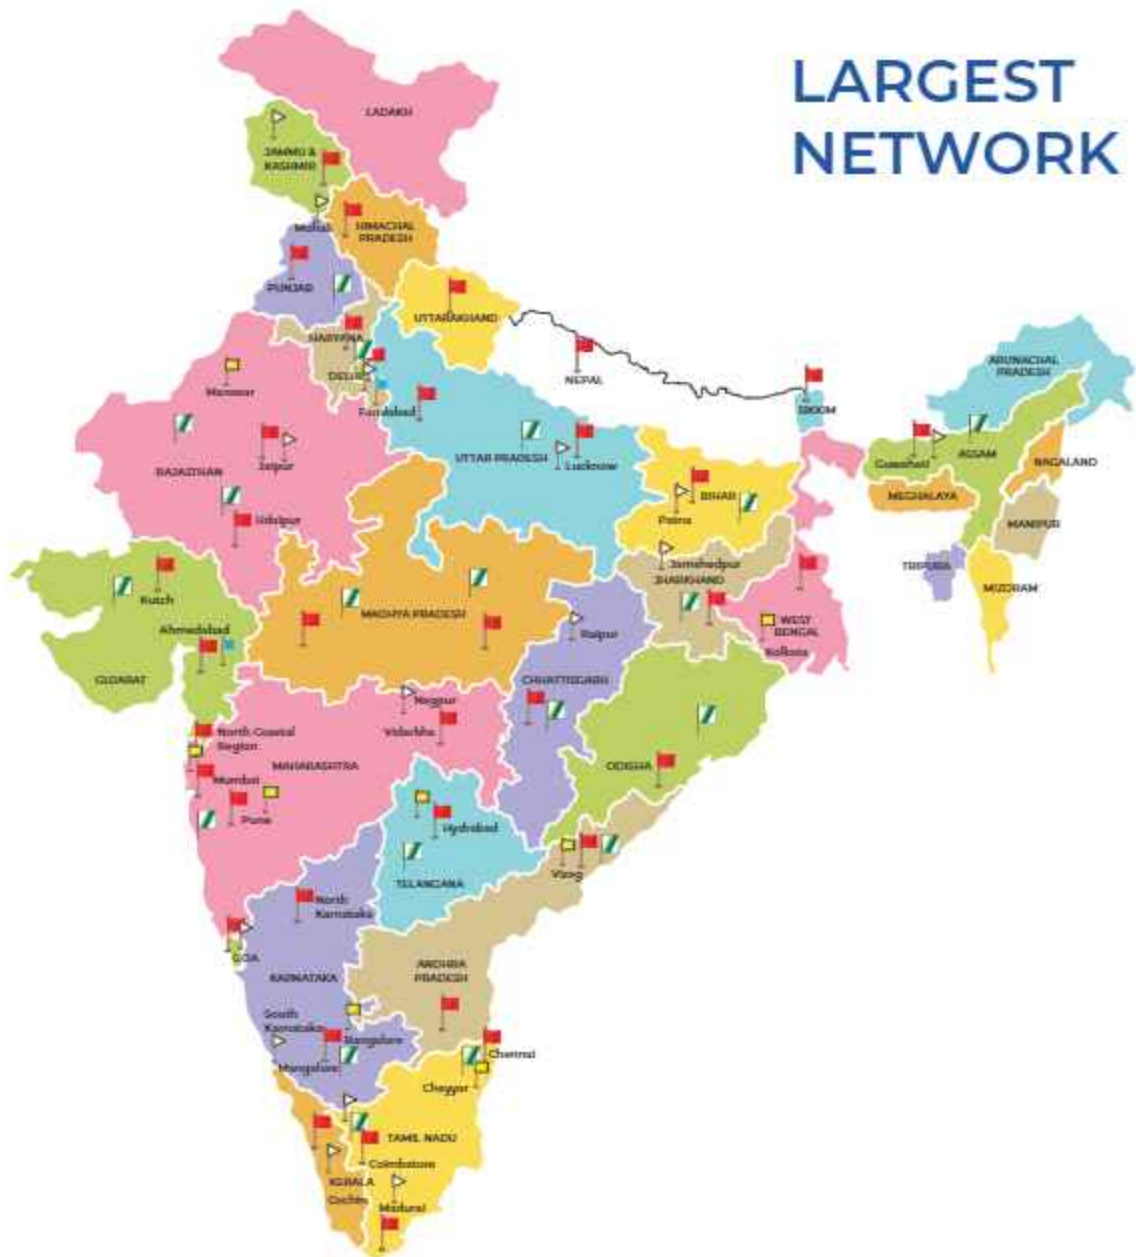 LARGEST
NETWORK
LADAKH
JAMMU &
KASHMIR
Mohali
HIMACHAL
PRADESH
PUNJAB
UTTARAKHAND
HARYANA
DELHI
NEPAL
Manesar
Faridabad
SIKKIM
ARUNACHAL
PRADESH
RAJASTHAN
Jaipur
UTTAR PRADESH
Lucknow
Guwahati
ASSAM
NAGALAND
Udaipur
BIHAR
Patna
MEGHALAYA
MANIPUR
Jamshedpur
JHARKHAND
TRIPURA
MIZORAM
Kutch
MADHYA PRADESH
WEST
BENGAL
Kolkata
Ahmedabad
Raipur
GUJARAT
CHHATTISGARH
Nagpur
Vidarbha
North Coastal
Region
MAHARASHTRA
ODISHA
Mumbai
Pune
Hydrabad
Vizag
TELANGANA
North
Karnataka
GOA
KARNATAKA
ANDHRA
PRADESH
South
Karnataka
Bangalore
Mangalore
Chennai
Cheyyar
TAMIL NADU
Coimbatore
KERALA
Cochin
Madurai